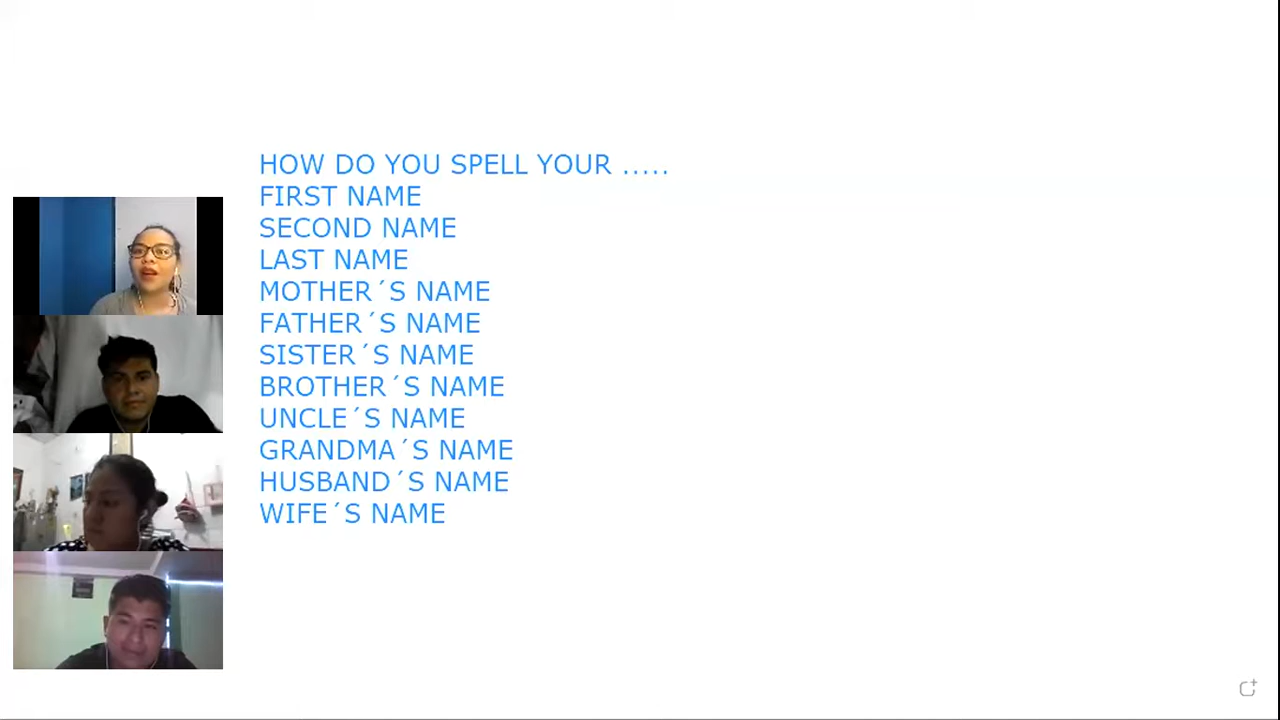 HOW DO YOU SPELL YOUR .....
FIRST NAME
SECOND NAME
LAST NAME
MOTHER´S NAME
FATHER´S NAME
SISTER´S NAME
BROTHER´S NAME
UNCLE´S NAME
GRANDMA´S NAME
HUSBAND´S NAME
WIFE´S NAME